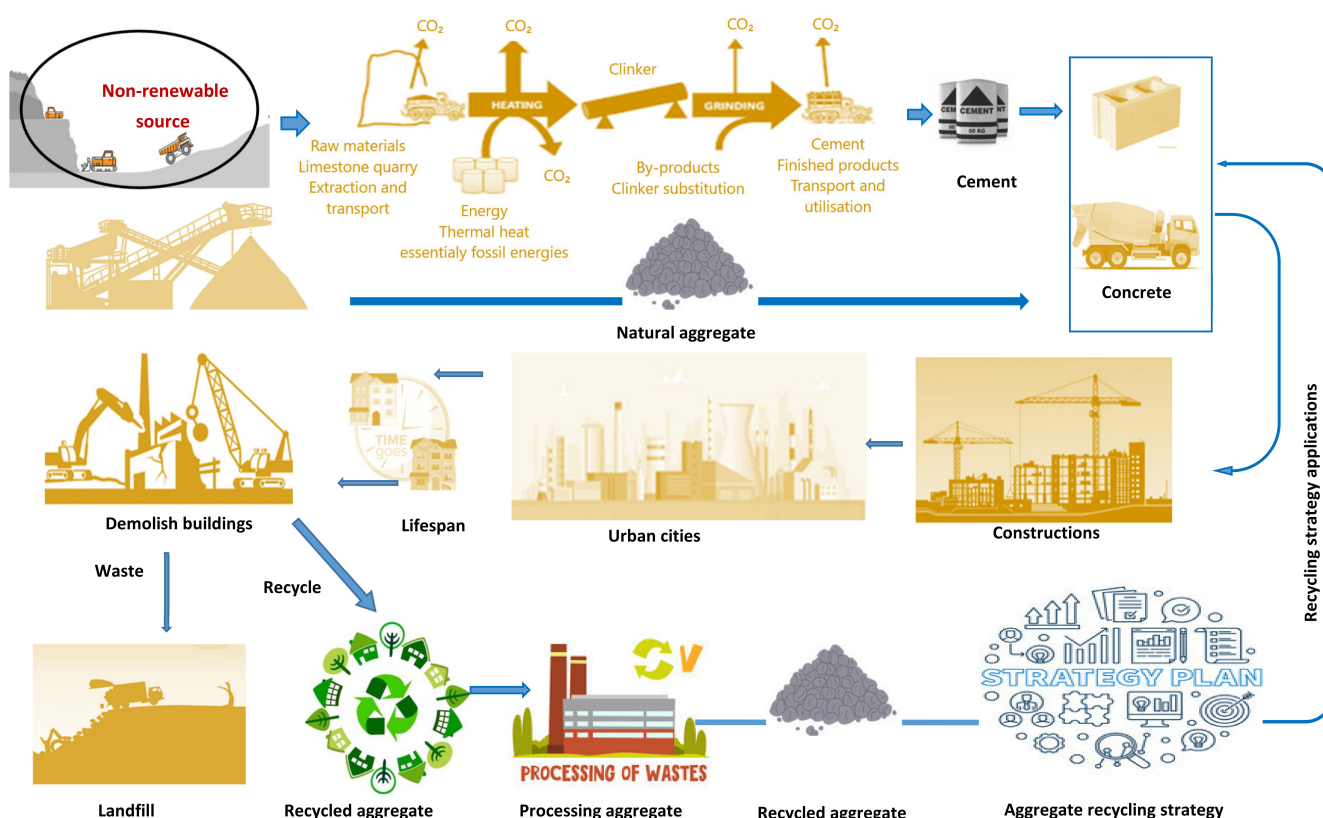 Non-renewable
source
CO₂
CO₂
CO₂
CO₂
Clinker
HEATING
GRINDING
CO₂
Raw materials
Limestone quarry
Extraction and
transport
Energy
Thermal heat
essentialy fossil energies
By-products
Clinker substitution
Cement
Finished products
Transport and
utilisation
CEMENT
50 KG
Cement
Concrete
Natural aggregate
TIME
goes
Demolish buildings
Lifespan
Urban cities
Constructions
Recycling strategy applications
Waste
Recycle
STRATEGY PLAN
PROCESSING OF WASTES
Landfill
Recycled aggregate
Processing aggregate
Recycled aggregate
Aggregate recycling strategy